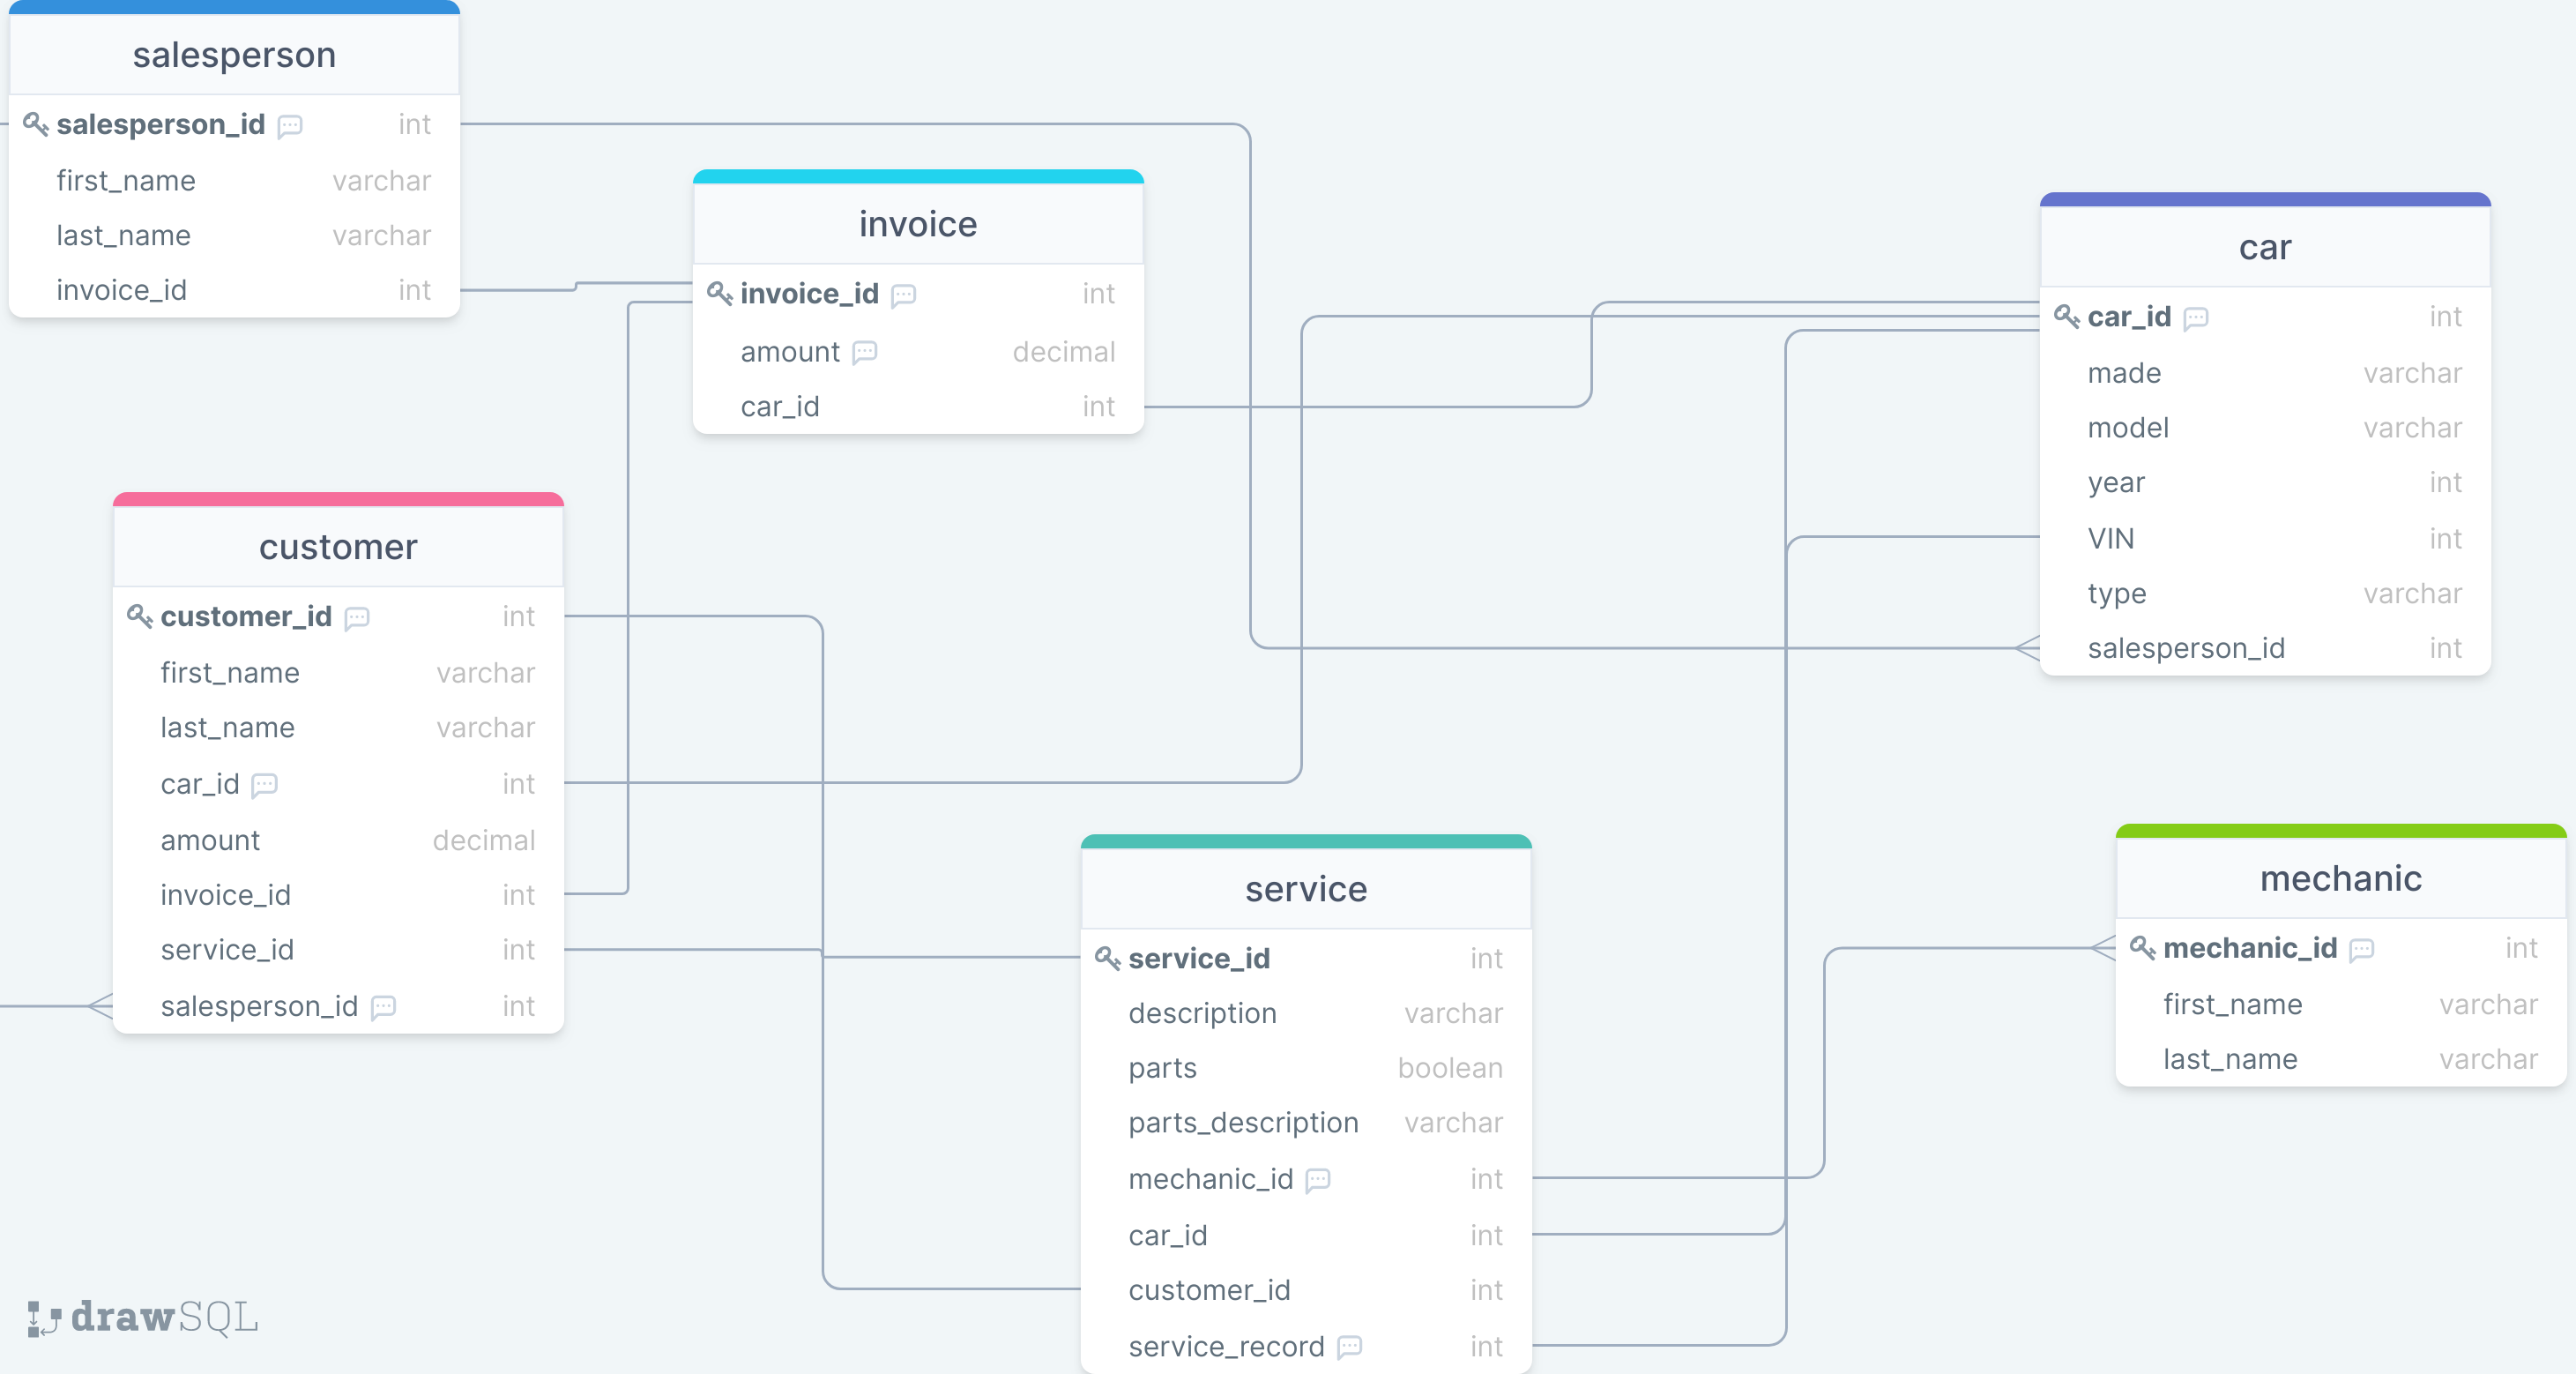 salesperson
salesperson_id int
first_name varchar
last_name varchar
invoice_id int
invoice
invoice_id int
amount decimal
car_id int
car
car_id int
made varchar
model varchar
year int
VIN int
type varchar
salesperson_id int
customer
customer_id int
first_name varchar
last_name varchar
car_id int
amount decimal
invoice_id int
service_id int
salesperson_id int
service
service_id int
description varchar
parts boolean
parts_description varchar
mechanic_id int
car_id int
customer_id int
service_record int
mechanic
mechanic_id int
first_name varchar
last_name varchar
drawSQL